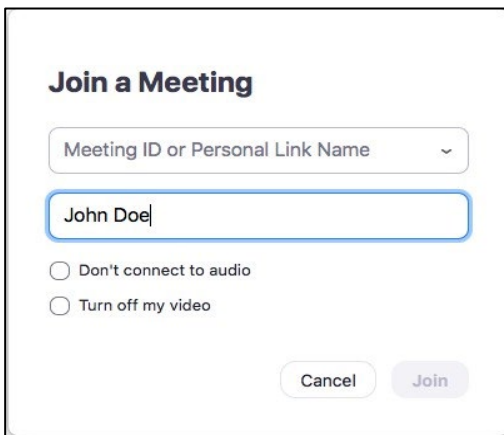 Join a Meeting
Meeting ID or Personal Link Name
John Doe
Don't connect to audio
Turn off my video
Cancel Join